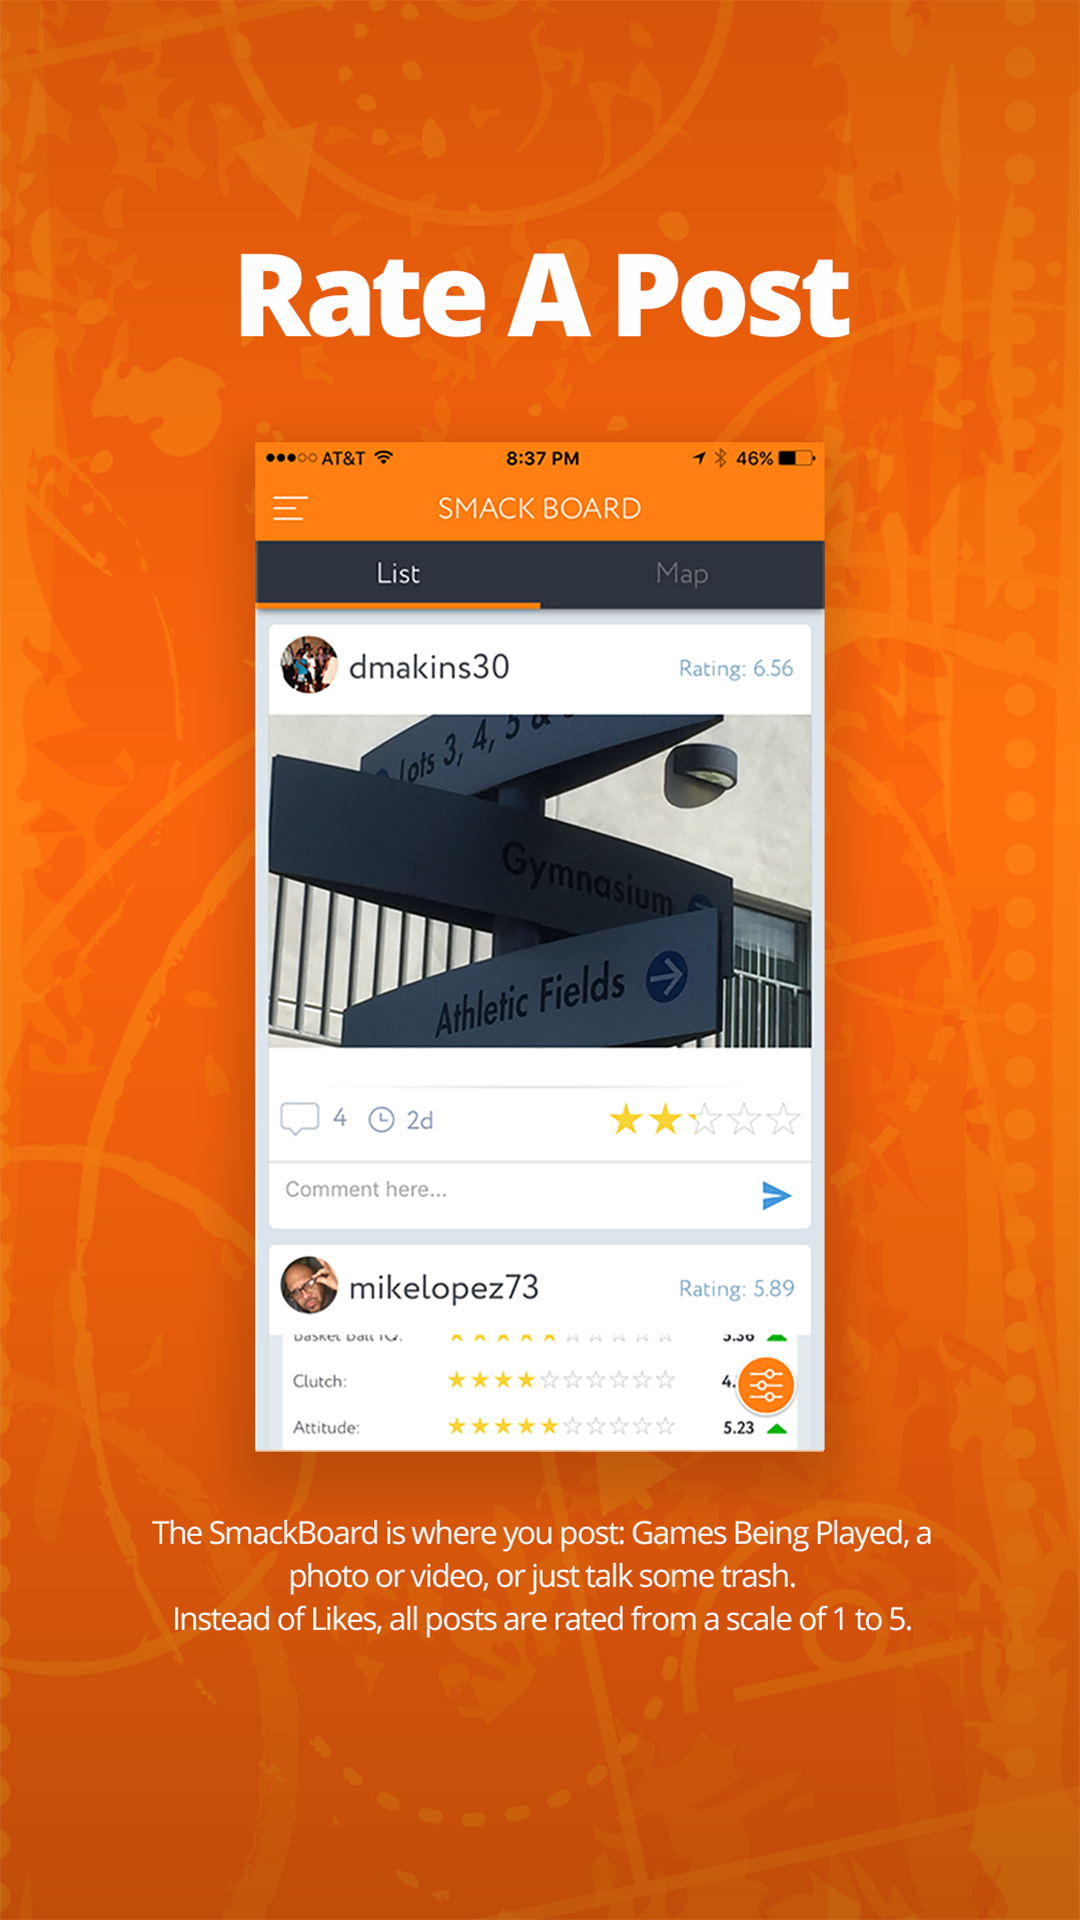 Rate A Post
AT&T 8:37 PM 46%
SMACK BOARD
List Map
dmakins30 Rating: 6.56
Lots 3, 4, 5 &
Gymnasium
Athletic Fields
4 2d
Comment here...
mikelopez73 Rating: 5.89
Basket Ball IQ: 5.36
Clutch: 4.
Attitude: 5.23
The SmackBoard is where you post: Games Being Played, a
photo or video, or just talk some trash.
Instead of Likes, all posts are rated from a scale of 1 to 5.